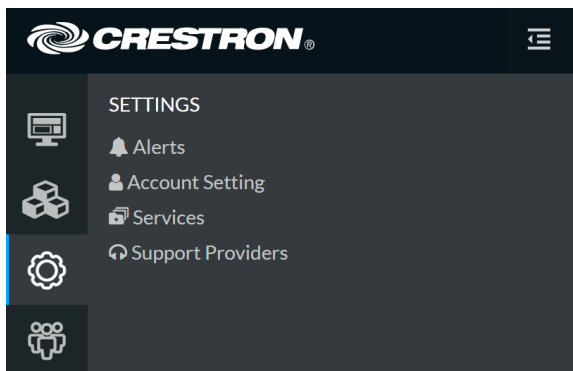 CRESTRON®
SETTINGS
Alerts
Account Setting
Services
Support Providers